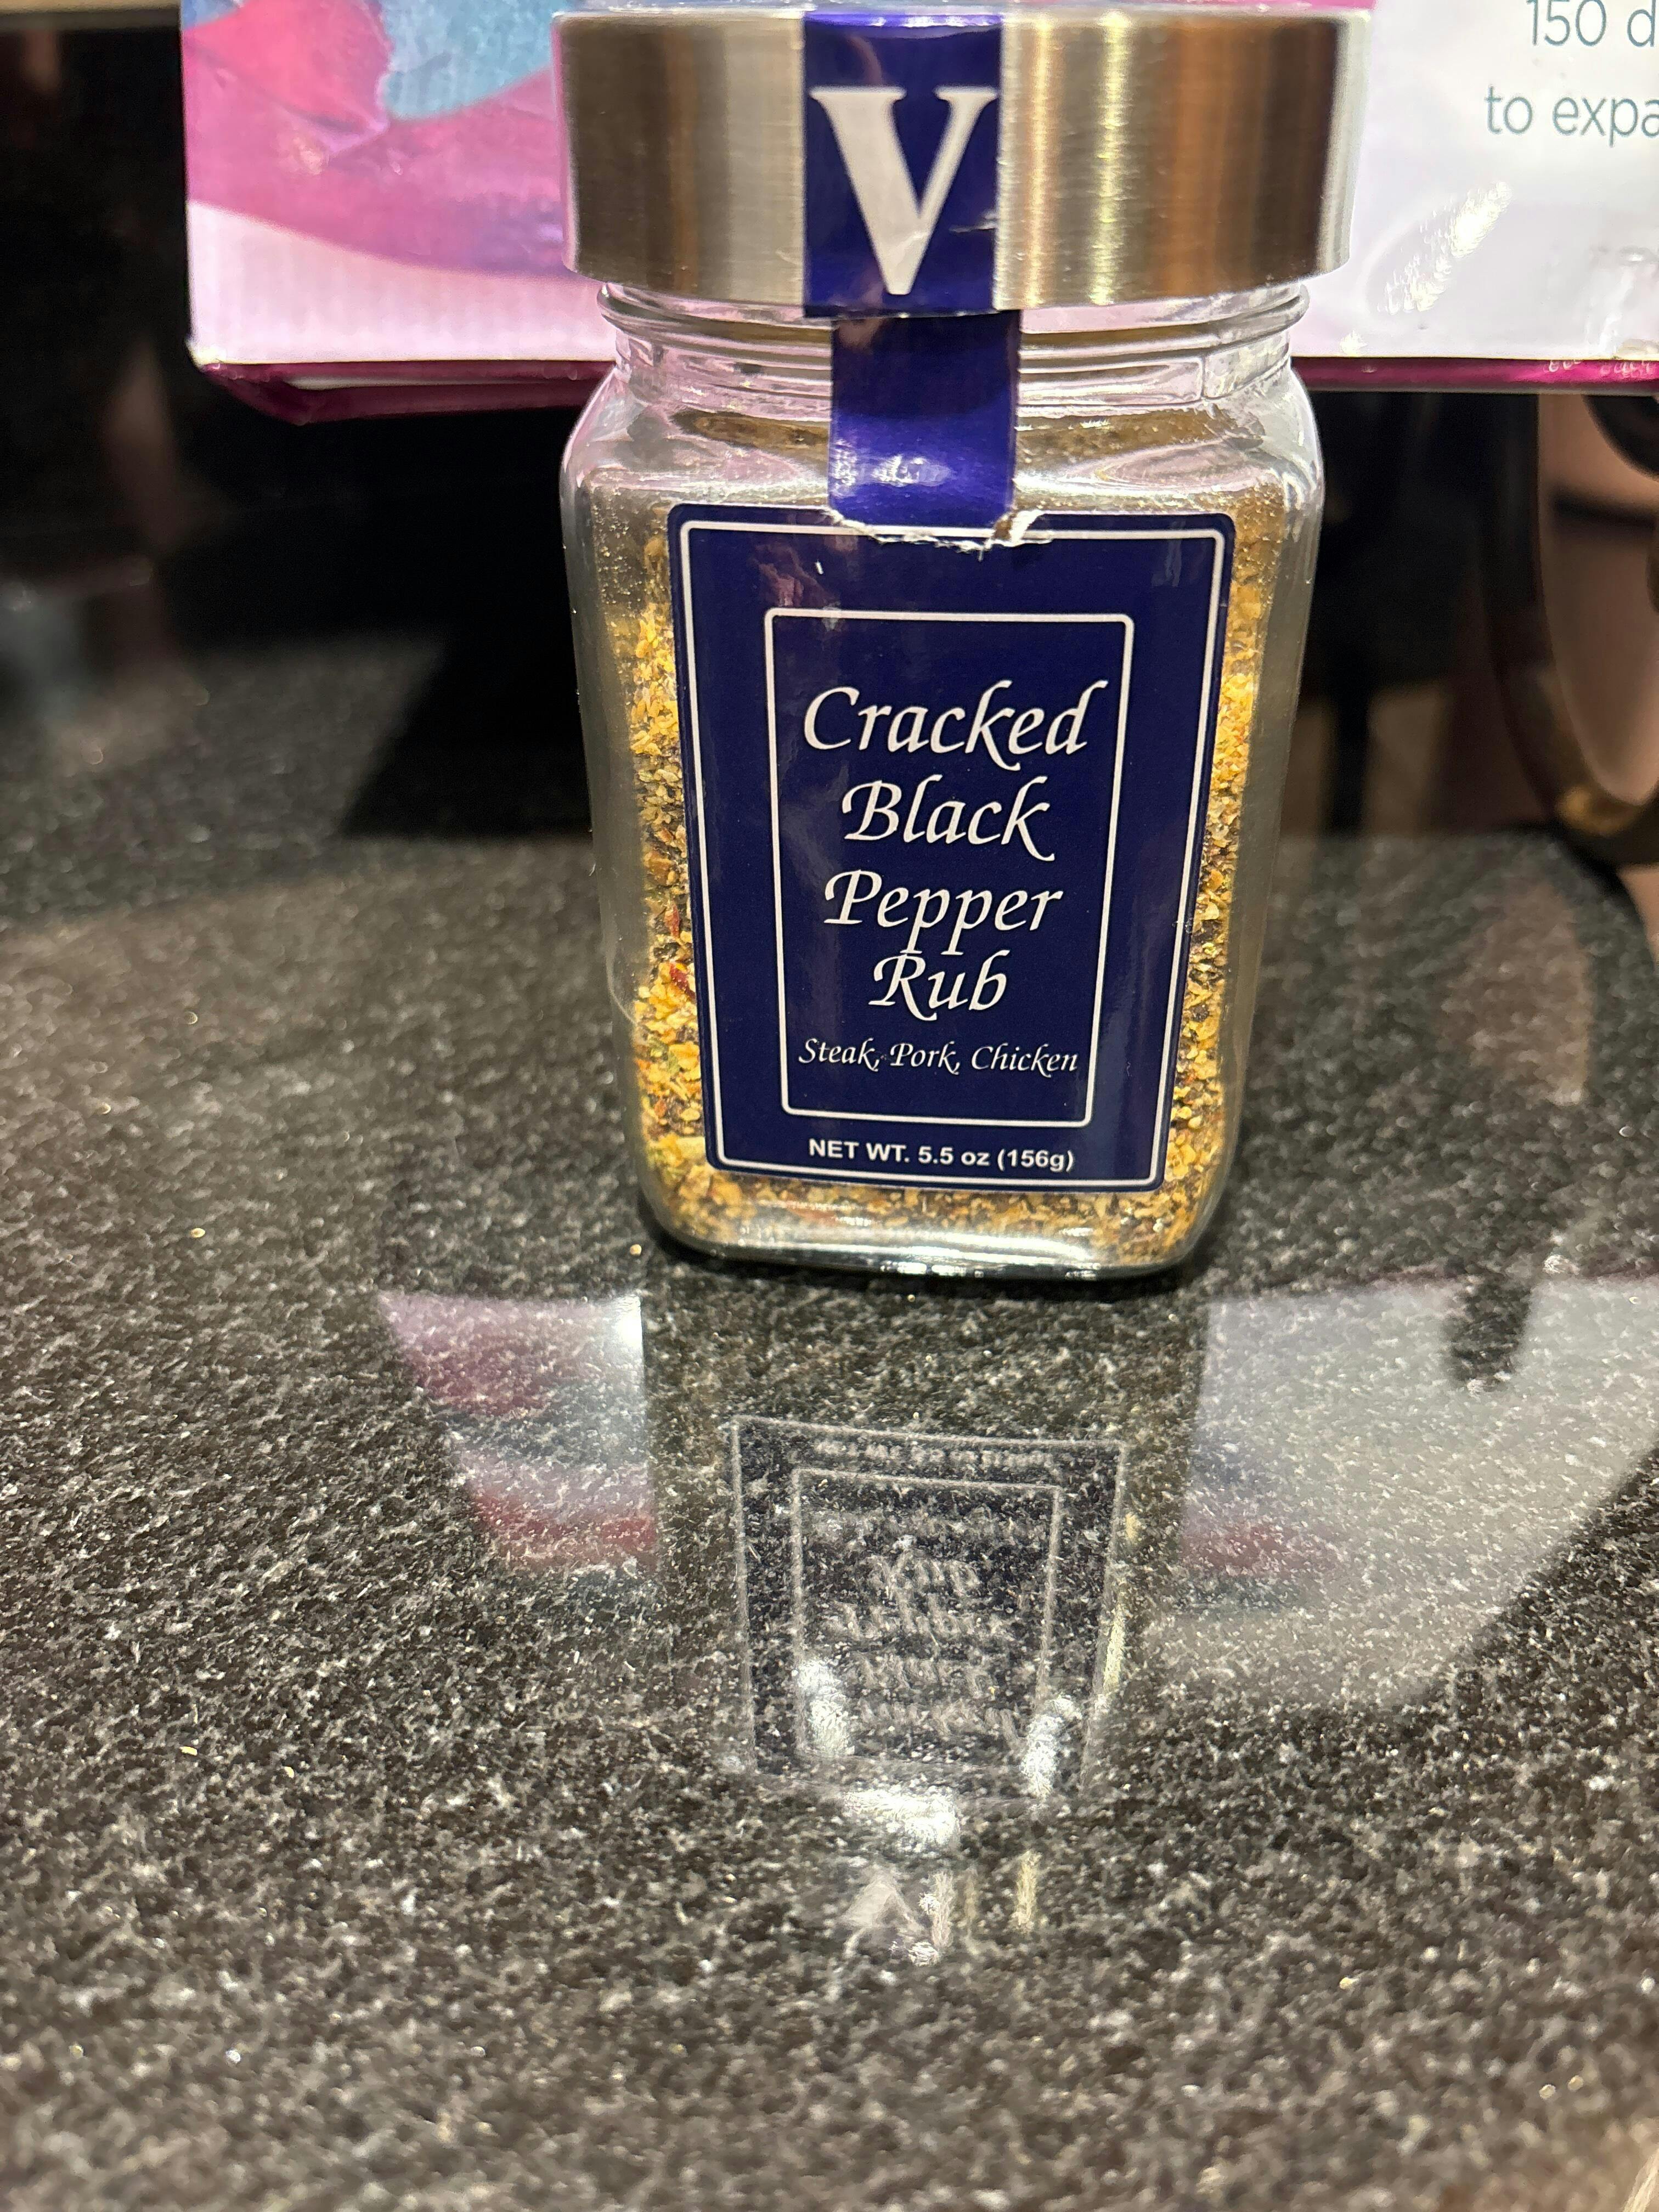 150 d
to expa
V
Cracked
Black
Pepper
Rub
Steak, Pork, Chicken
NET WT. 5.5 oz (156g)